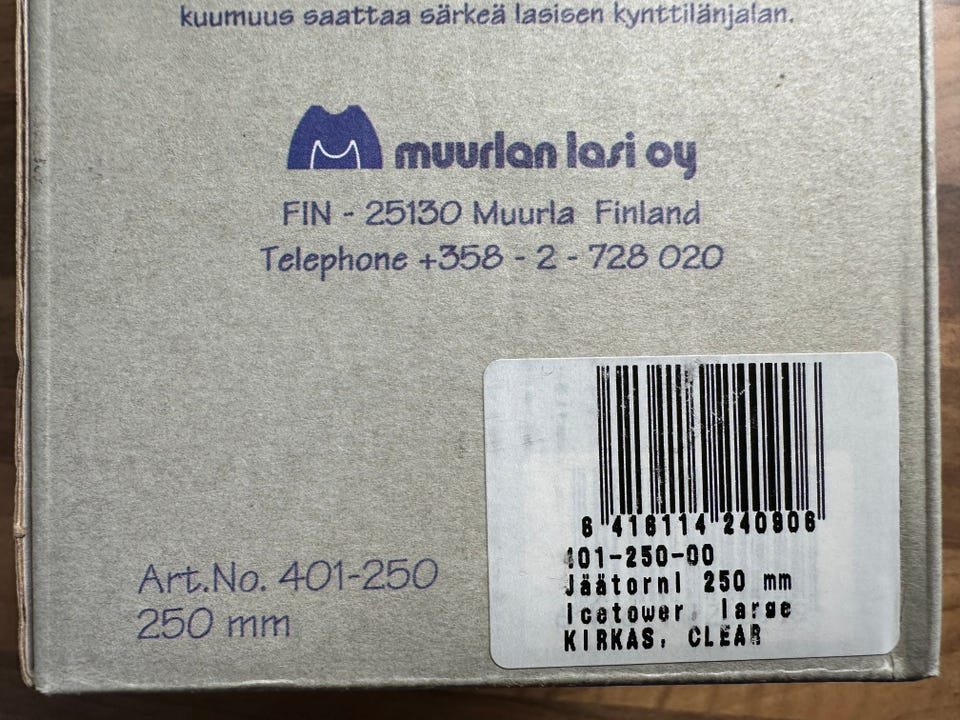 kuumuus saattaa särkeä lasisen kynttilänjalan.
muurlan lasi oy
FIN - 25130 Muurla Finland
Telephone +358 - 2 - 728 020
Art.No. 401-250
250 mm
6 416114 240906
401-250-00
Jäätorni 250 mm
Icetower, large
KIRKAS, CLEAR